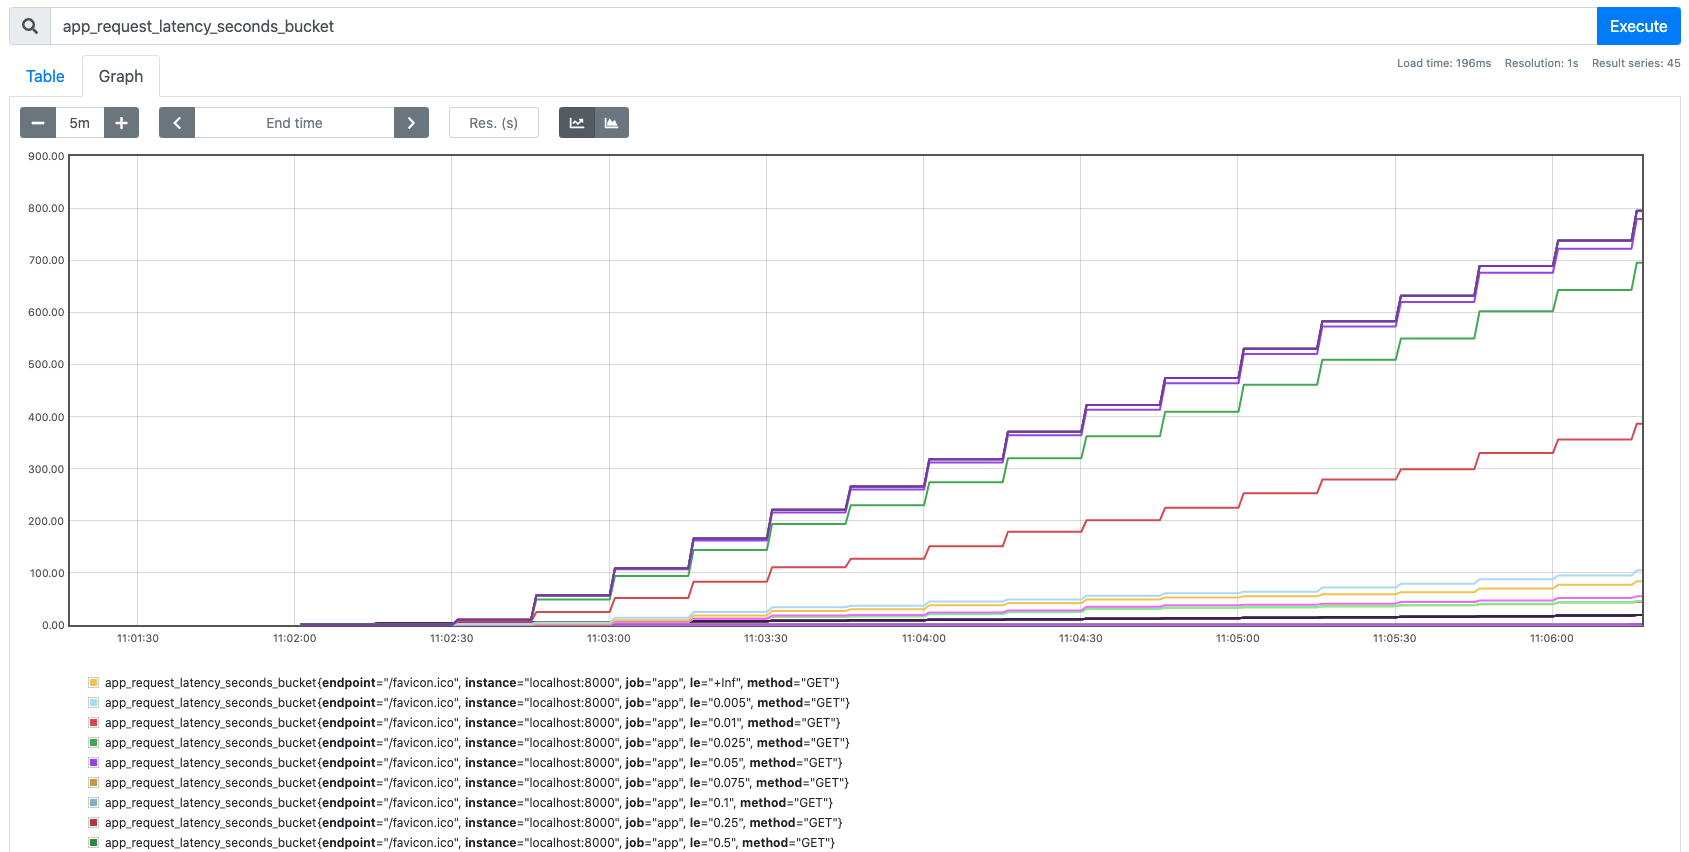 app_request_latency_seconds_bucket
Execute
Table
Graph
Load time: 196ms Resolution: 1s Result series: 45
5m
End time
Res. (s)
900.00
800.00
700.00
600.00
500.00
400.00
300.00
200.00
100.00
0.00
11:01:30 11:02:00 11:02:30 11:03:00 11:03:30 11:04:00 11:04:30 11:05:00 11:05:30 11:06:00
app_request_latency_seconds_bucket{endpoint="/favicon.ico", instance="localhost:8000", job="app", le="+Inf", method="GET"}
app_request_latency_seconds_bucket{endpoint="/favicon.ico", instance="localhost:8000", job="app", le="0.005", method="GET"}
app_request_latency_seconds_bucket{endpoint="/favicon.ico", instance="localhost:8000", job="app", le="0.01", method="GET"}
app_request_latency_seconds_bucket{endpoint="/favicon.ico", instance="localhost:8000", job="app", le="0.025", method="GET"}
app_request_latency_seconds_bucket{endpoint="/favicon.ico", instance="localhost:8000", job="app", le="0.05", method="GET"}
app_request_latency_seconds_bucket{endpoint="/favicon.ico", instance="localhost:8000", job="app", le="0.075", method="GET"}
app_request_latency_seconds_bucket{endpoint="/favicon.ico", instance="localhost:8000", job="app", le="0.1", method="GET"}
app_request_latency_seconds_bucket{endpoint="/favicon.ico", instance="localhost:8000", job="app", le="0.25", method="GET"}
app_request_latency_seconds_bucket{endpoint="/favicon.ico", instance="localhost:8000", job="app", le="0.5", method="GET"}